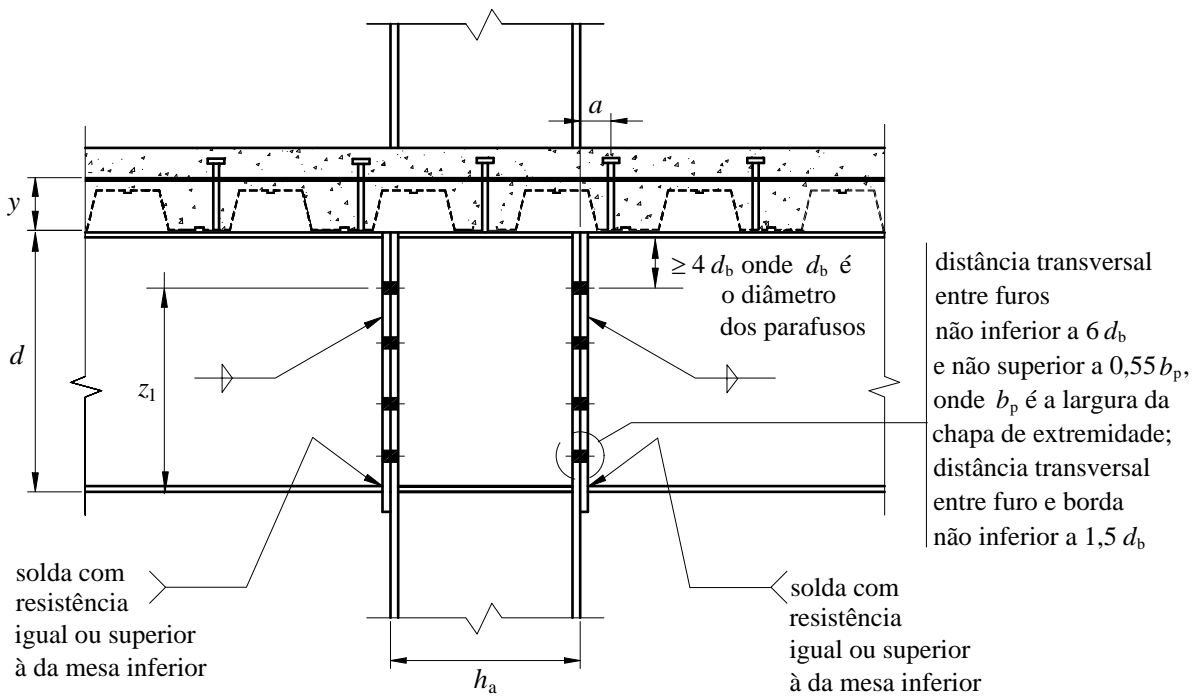 a
y
≥ 4 d_b onde d_b é
o diâmetro
dos parafusos
d
z_1
distância transversal
entre furos
não inferior a 6 d_b
e não superior a 0,55 b_p,
onde b_p é a largura da
chapa de extremidade;
distância transversal
entre furo e borda
não inferior a 1,5 d_b
solda com
resistência
igual ou superior
à da mesa inferior
h_a
solda com
resistência
igual ou superior
à da mesa inferior